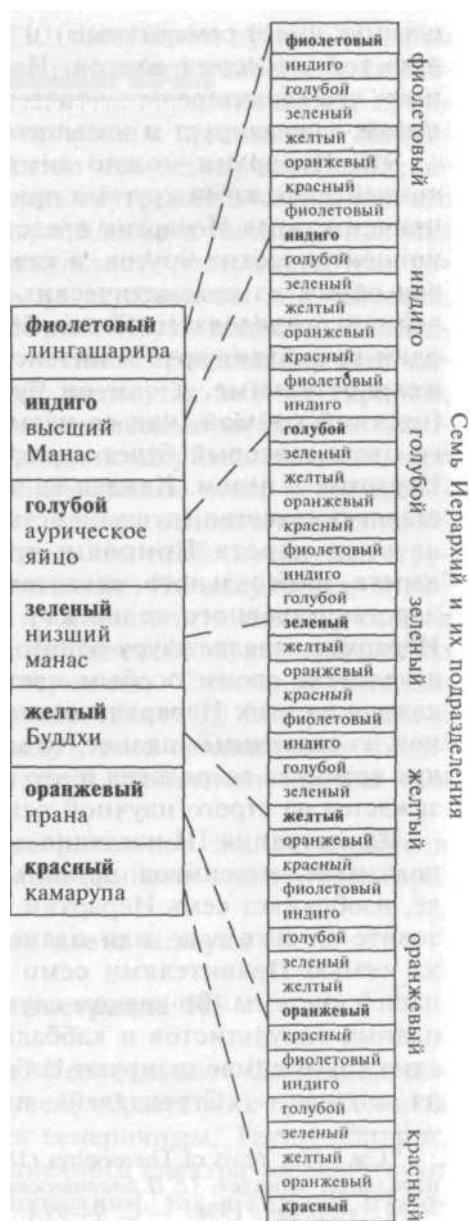 фиолетовый
лингашарира
индиго
высший
Манас
голубой
аурическое
яйцо
зеленый
низший
манас
желтый
Буддхи
оранжевый
прана
красный
камарупа
фиолетовый
индиго
голубой
зеленый
желтый
оранжевый
красный
фиолетовый
индиго
голубой
зеленый
желтый
оранжевый
красный
фиолетовый
индиго
голубой
зеленый
желтый
оранжевый
красный
фиолетовый
индиго
голубой
зеленый
желтый
оранжевый
красный
фиолетовый
индиго
голубой
зеленый
желтый
оранжевый
красный
фиолетовый
индиго
голубой
зеленый
желтый
оранжевый
красный
фиолетовый
индиго
голубой
зеленый
желтый
оранжевый
красный
фиолетовый
индиго
голубой
зеленый
желтый
оранжевый
красный
Семь Иерархий и их подразделения